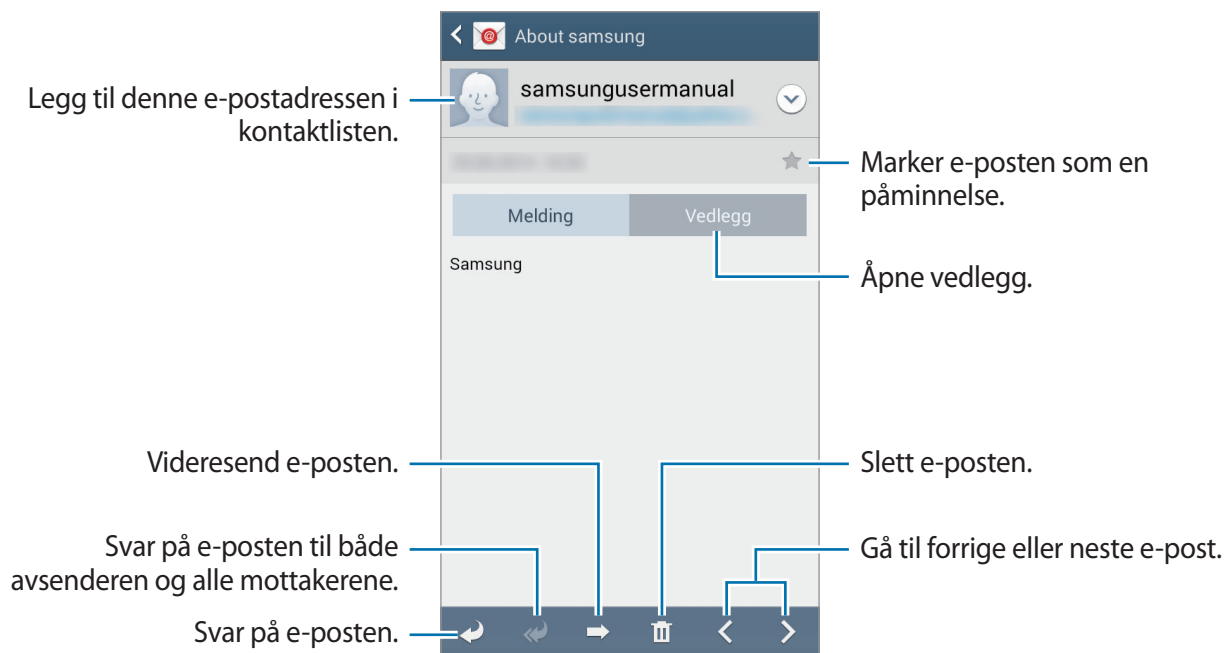 About samsung
samsungusermanual
Legg til denne e-postadressen i
kontaktlisten.
Marker e-posten som en
påminnelse.
Melding
Vedlegg
Samsung
Åpne vedlegg.
Videresend e-posten.
Slett e-posten.
Svar på e-posten til både
avsenderen og alle mottakerene.
Gå til forrige eller neste e-post.
Svar på e-posten.